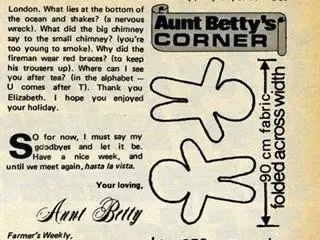 London. What lies at the bottom of
the ocean and shakes? (a nervous
wreck). What did the big chimney
say to the small chimney? (you're
too young to smoke). Why did the
fireman wear red braces? (to keep
his trousers up). Where can I see
you after tea? (in the alphabet —
U comes after T). Thank you
Elizabeth. I hope you enjoyed
your holiday.
SO for now, I must say my
goodbyes and let it be.
Have a nice week, and
until we meet again, hasta la vista.
Your loving,
Aunt Betty
Farmer's Weekly,
Aunt Betty's
CORNER
90 cm fabric
folded across width